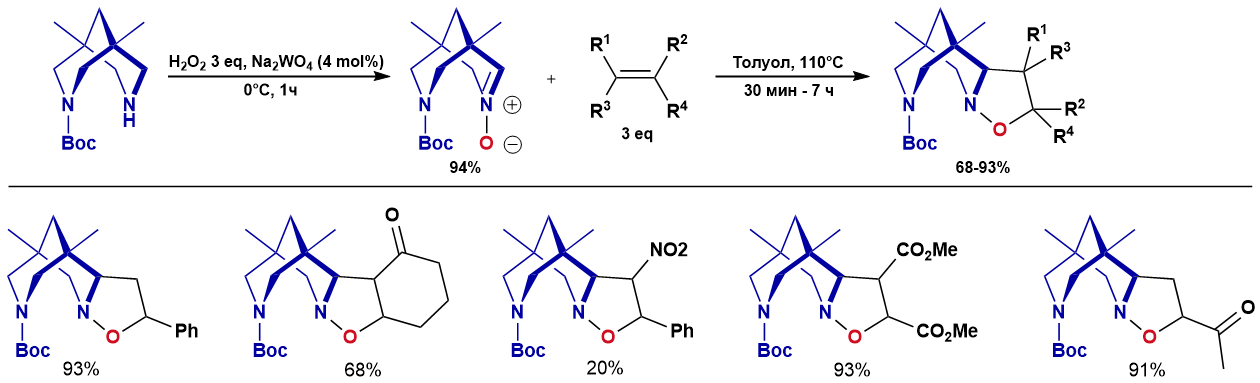 H₂O₂ 3 eq, Na₂WO₄ (4 mol%)
0°C, 1ч
N
Boc
N
H
N
Boc
N
⊕
O
⊖
94%
+
R¹
R²
R³
R⁴
3 eq
Толуол, 110°C
30 мин - 7 ч
N
Boc
N
O
R¹
R³
R²
R⁴
68-93%
N
Boc
N
O
Ph
93%
N
Boc
N
O
O
68%
N
Boc
N
O
NO2
Ph
20%
N
Boc
N
O
CO₂Me
CO₂Me
93%
N
Boc
N
O
O
91%